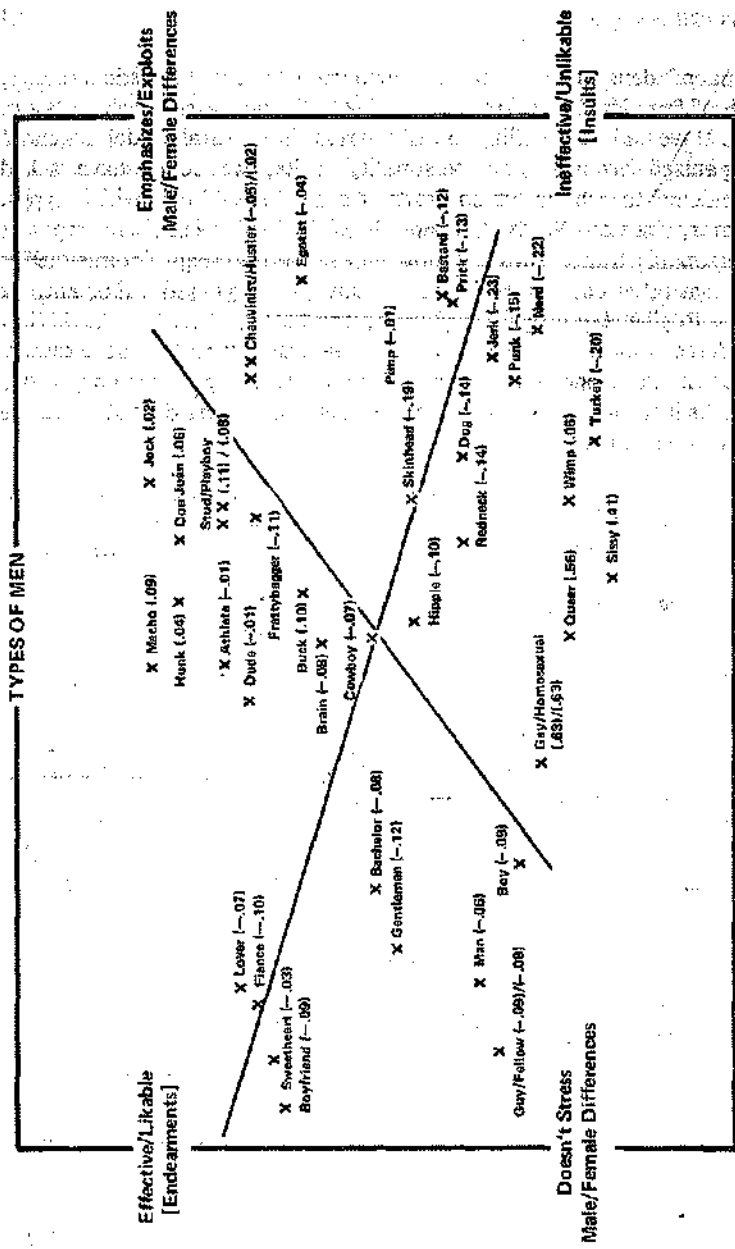 TYPES OF MEN
Effective/Likable
[Endearments]
Emphasizes/Exploits
Male/Female Differences
X Macho (.09)
X Jock (.02)
Hunk (.04) X
X Don Juan (.06)
Stud/Playboy
X X (.11) / (.08)
X Athlete (-.01)
X Dude (-.01)
X
Frattybagger (-.11)
X X Chauvinist/Hustler (-.05)/(.02)
X Egotist (-.04)
X Lover (-.07)
X Fiance (-.10)
X Sweetheart (-.03)
X Boyfriend (-.09)
Buck (.10) X
Brain (-.08) X
Cowboy (-.07)
X
X Bachelor (-.08)
X Gentleman (-.12)
Pimp (-.01)
X Skinhead (-.19)
X Hippie (-.10)
X Bastard (-.12)
X Prick (-.13)
X Dog (-.14)
X Redneck (-.14)
X Jerk (-.23)
X Punk (-.15)
X Nerd (-.22)
X Man (-.06)
Boy (-.09)
X
X Guy/Fellow (-.09)/(-.08)
X Gay/Homosexual
(.63)/(.63)
X Queer (.56)
X Wimp (.06)
X Turkey (-.20)
X Sissy (.41)
Doesn't Stress
Male/Female Differences
Ineffective/Unlikable
[Insults]